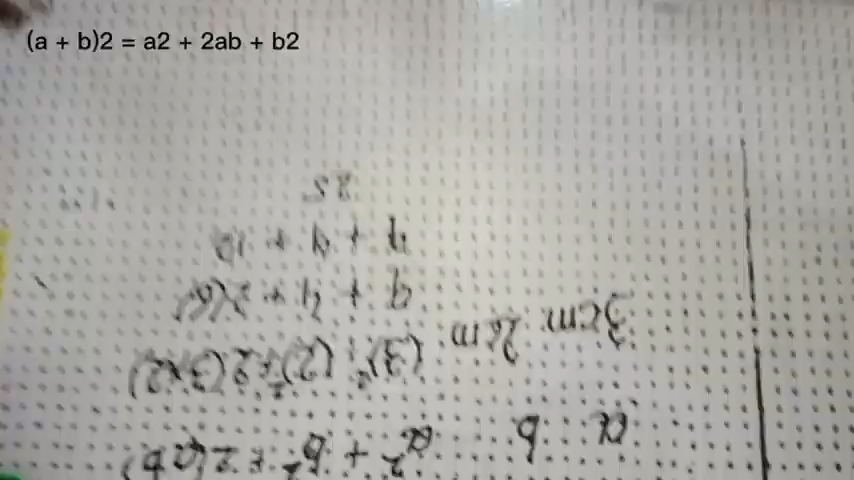 (a + b)2 = a2 + 2ab + b2
a b a² + b² + 2(ab)
3cm 2cm (3)² + (2)² + 2(3×2)
9 + 4 + 2(6)
9 + 4 + 12
25